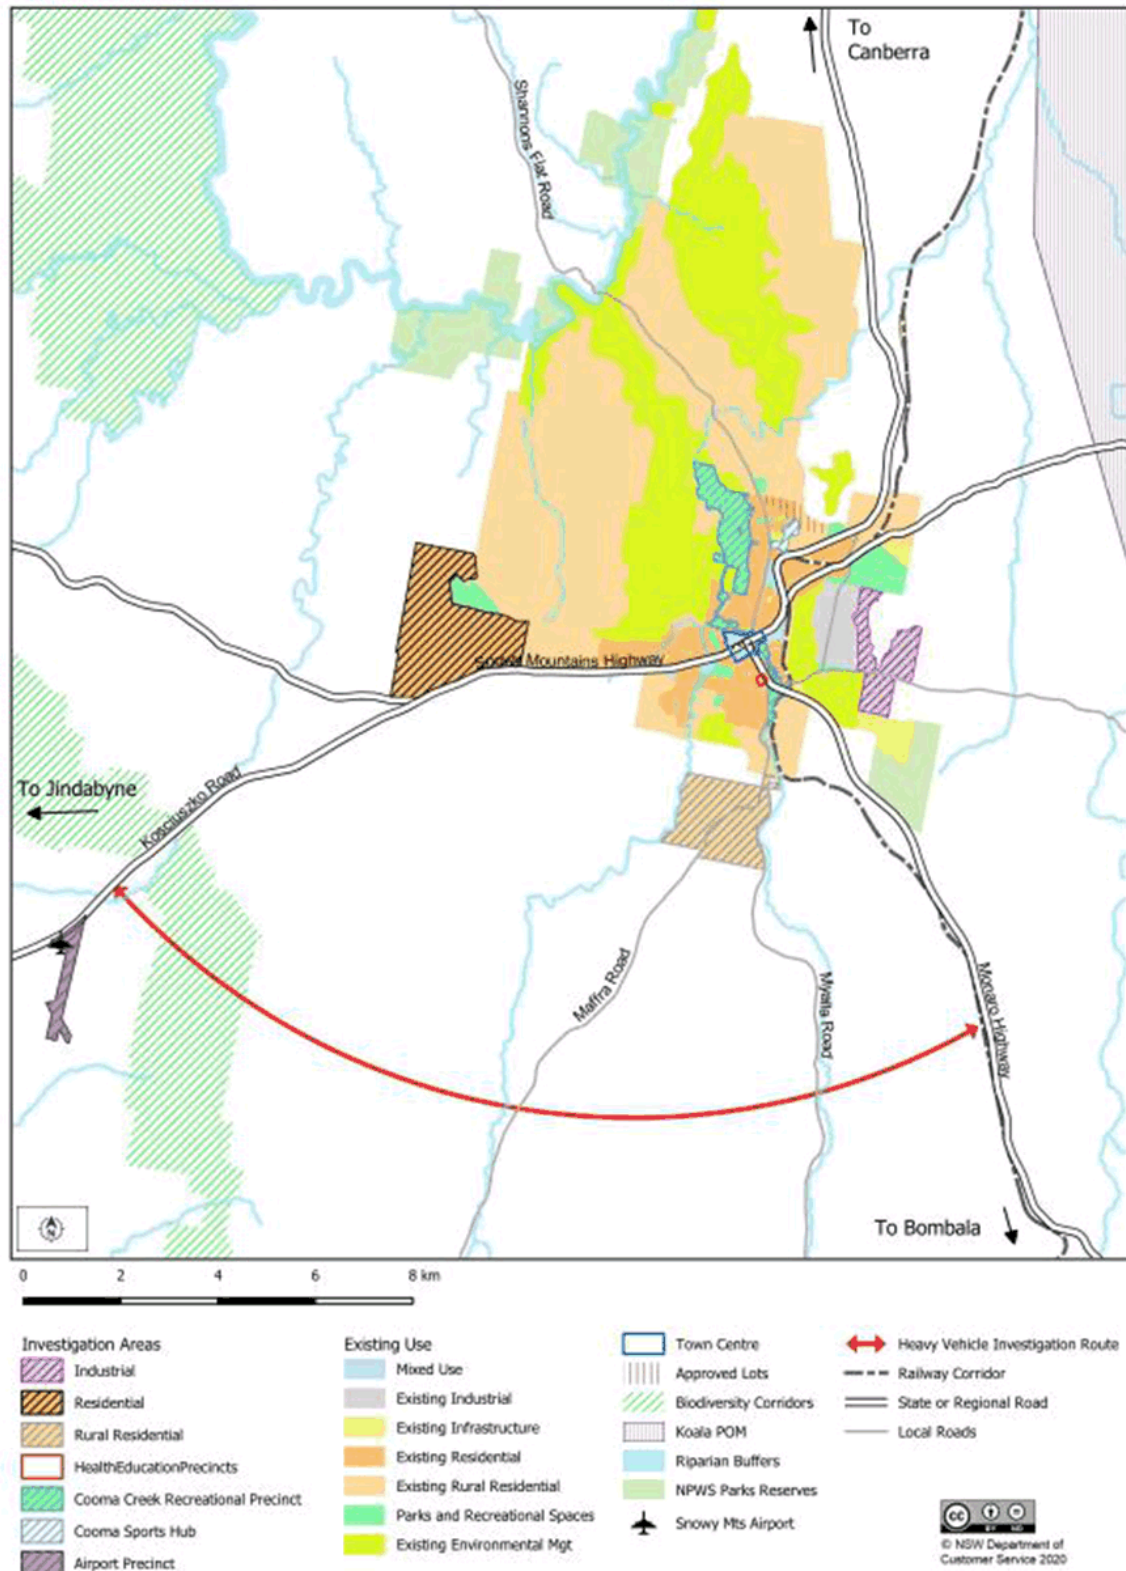 To
Canberra
Shannons Flat Road
Mountains Highway
To Jindabyne
Kosciuszko Road
Maffra Road
Myalla Road
Monaro Highway
To Bombala
N
0 2 4 6 8 km
Investigation Areas
Industrial
Residential
Rural Residential
HealthEducationPrecincts
Cooma Creek Recreational Precinct
Cooma Sports Hub
Airport Precinct
Existing Use
Mixed Use
Existing Industrial
Existing Infrastructure
Existing Residential
Existing Rural Residential
Parks and Recreational Spaces
Existing Environmental Mgt
Town Centre
Approved Lots
Biodiversity Corridors
Koala POM
Riparian Buffers
NPWS Parks Reserves
Snowy Mts Airport
Heavy Vehicle Investigation Route
Railway Corridor
State or Regional Road
Local Roads
cc
BY ND
© NSW Department of
Customer Service 2020